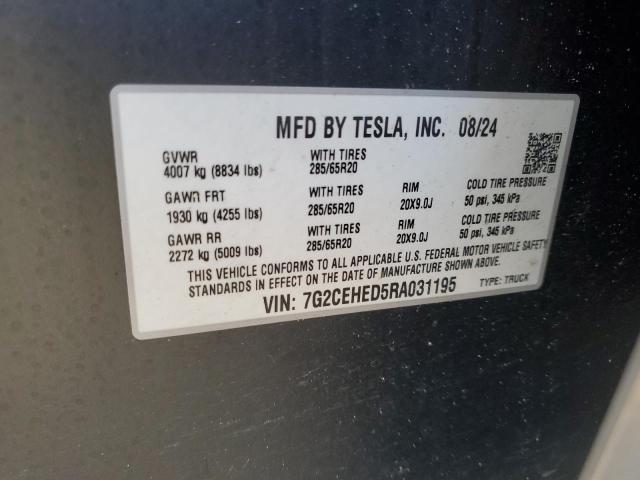 MFD BY TESLA, INC. 08/24
GVWR WITH TIRES
4007 kg (8834 lbs) 285/65R20
GAWR FRT WITH TIRES RIM COLD TIRE PRESSURE
1930 kg (4255 lbs) 285/65R20 20X9.0J 50 psi, 345 kPa
GAWR RR WITH TIRES RIM COLD TIRE PRESSURE
2272 kg (5009 lbs) 285/65R20 20X9.0J 50 psi, 345 kPa
THIS VEHICLE CONFORMS TO ALL APPLICABLE U.S. FEDERAL MOTOR VEHICLE SAFETY
STANDARDS IN EFFECT ON THE DATE OF MANUFACTURE SHOWN ABOVE.
VIN: 7G2CEHED5RA031195 TYPE: TRUCK